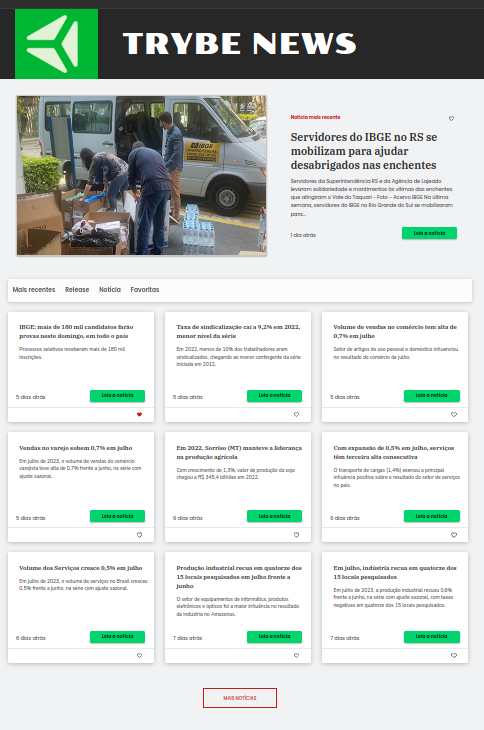 TRYBE NEWS
IBGE
Notícia mais recente
Servidores do IBGE no RS se
mobilizam para ajudar
desabrigados nas enchentes
Servidores da Superintendência RS e da Agência de Lajeado
levaram solidariedade e mantimentos às vítimas das enchentes
que atingiram o Vale do Taquari - Foto - Acervo IBGE Na última
semana, servidores do IBGE no Rio Grande do Sul se mobilizaram
para...
1 dia atrás
Leia a notícia
Mais recentes Release Notícia Favoritas
IBGE: mais de 180 mil candidatos farão
provas neste domingo, em todo o país
Processos seletivos receberam mais de 180 mil
inscrições.
5 dias atrás
Leia a notícia
Taxa de sindicalização cai a 9,2% em 2022,
menor nível da série
Em 2022, menos de 10% dos trabalhadores eram
sindicalizados, chegando ao menor contingente da série
iniciada em 2012.
5 dias atrás
Leia a notícia
Volume de vendas no comércio tem alta de
0,7% em julho
Setor de artigos de uso pessoal e doméstico influenciou
no resultado do comércio de julho.
5 dias atrás
Leia a notícia
Vendas no varejo sobem 0,7% em julho
Em julho de 2023, o volume de vendas do comércio
varejista teve alta de 0,7% frente a junho, na série com
ajuste sazonal.
5 dias atrás
Leia a notícia
Em 2022, Sorriso (MT) manteve a liderança
na produção agrícola
Com crescimento de 1,3%, valor de produção da soja
chegou a R$ 345,4 bilhões em 2022.
6 dias atrás
Leia a notícia
Com expansão de 0,5% em julho, serviços
têm terceira alta consecutiva
O transporte de cargas (1,4%) exerceu a principal
influência positiva sobre o resultado do setor de serviços
no país.
6 dias atrás
Leia a notícia
Volume dos Serviços cresce 0,5% em julho
Em julho de 2023, o volume de serviços no Brasil cresceu
0,5% frente a junho, na série com ajuste sazonal.
6 dias atrás
Leia a notícia
Produção industrial recua em quatorze dos
15 locais pesquisados em julho frente a
junho
O setor de equipamentos de informática, produtos
eletrônicos e ópticos foi a maior influência no resultado
da indústria no Amazonas.
7 dias atrás
Leia a notícia
Em julho, indústria recua em quatorze dos
15 locais pesquisados
Em julho de 2023, a produção industrial recuou 0,6%
frente a junho, na série com ajuste sazonal, com taxas
negativas em quatorze dos 15 locais pesquisados.
7 dias atrás
Leia a notícia
MAIS NOTÍCIAS